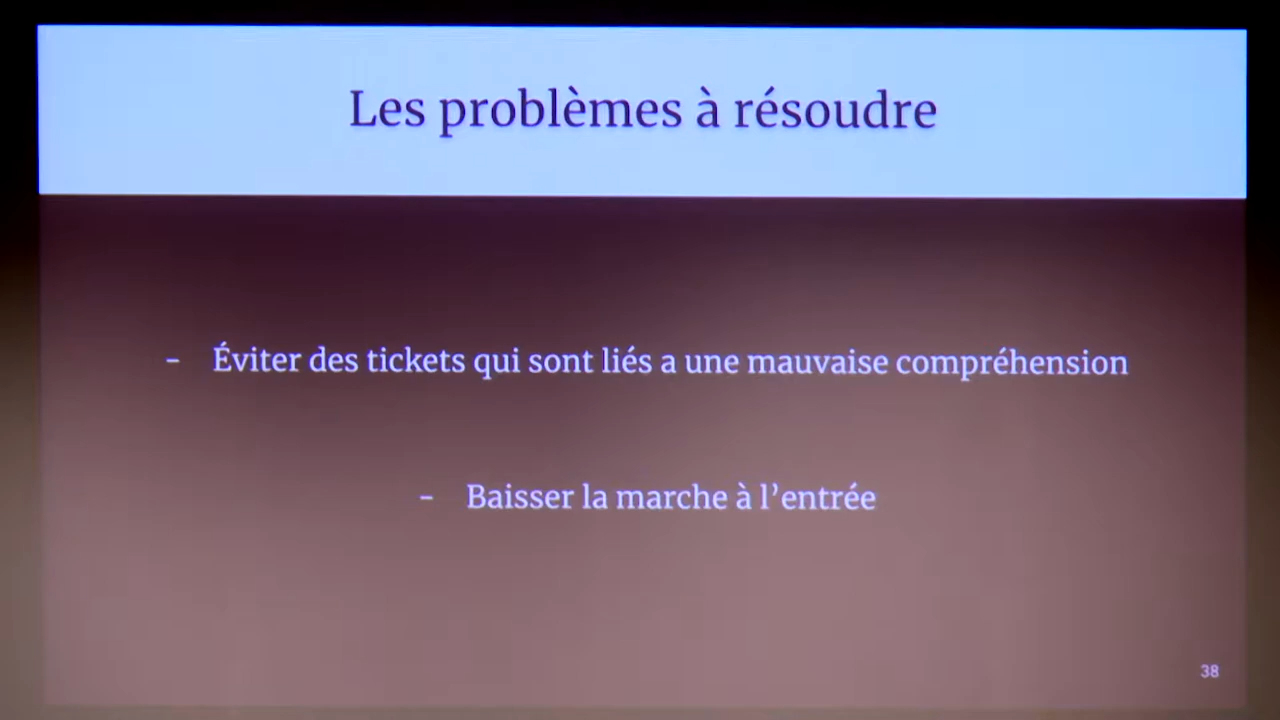 Les problèmes à résoudre
- Éviter des tickets qui sont liés a une mauvaise compréhension
- Baisser la marche à l’entrée
38